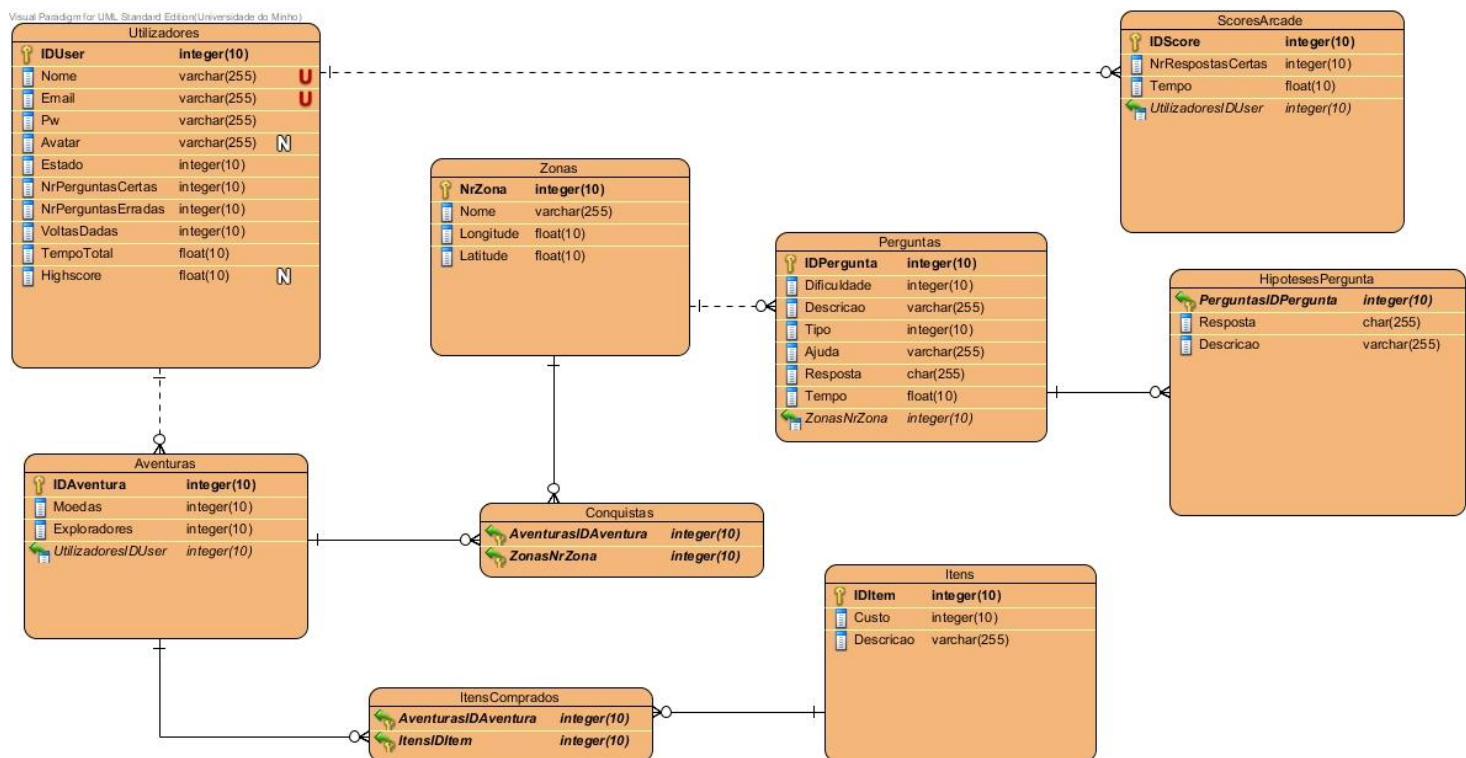 Visual Paradigm for UML Standard Edition(Universidade do Minho)
Utilizadores
IDUser integer(10)
Nome varchar(255) U
Email varchar(255) U
Pw varchar(255)
Avatar varchar(255) N
Estado integer(10)
NrPerguntasCertas integer(10)
NrPerguntasErradas integer(10)
VoltasDadas integer(10)
TempoTotal float(10)
Highscore float(10) N
ScoresArcade
IDScore integer(10)
NrRespostasCertas integer(10)
Tempo float(10)
UtilizadoresIDUser integer(10)
Zonas
NrZona integer(10)
Nome varchar(255)
Longitude float(10)
Latitude float(10)
Perguntas
IDPergunta integer(10)
Dificuldade integer(10)
Descricao varchar(255)
Tipo integer(10)
Ajuda varchar(255)
Resposta char(255)
Tempo float(10)
ZonasNrZona integer(10)
HipotesesPergunta
PerguntasIDPergunta integer(10)
Resposta char(255)
Descricao varchar(255)
Aventuras
IDAventura integer(10)
Moedas integer(10)
Exploradores integer(10)
UtilizadoresIDUser integer(10)
Conquistas
AventurasIDAventura integer(10)
ZonasNrZona integer(10)
Itens
IDItem integer(10)
Custo integer(10)
Descricao varchar(255)
ItensComprados
AventurasIDAventura integer(10)
ItensIDItem integer(10)